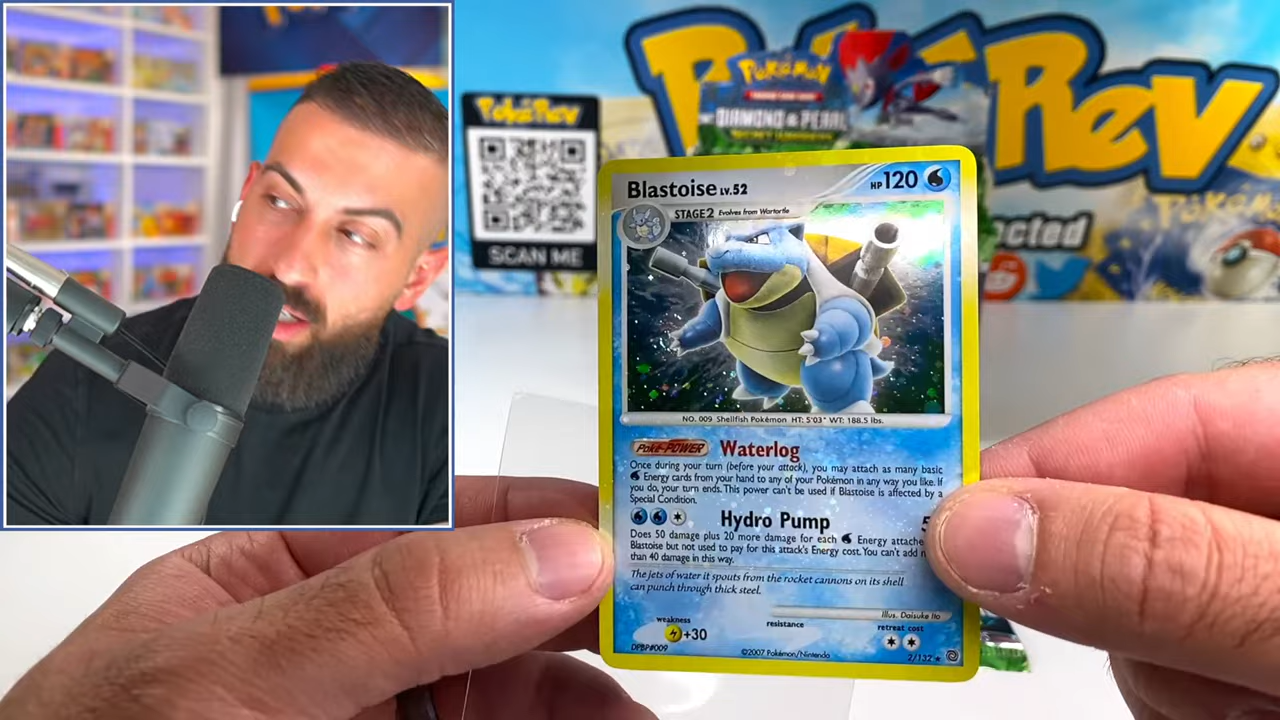 PokéRev
PokéRev
SCAN ME
Pokémon
DIAMOND & PEARL
ected
Pokémon
Blastoise LV.52
HP 120
STAGE 2 Evolves from Wartortle
NO. 009 Shellfish Pokémon HT: 5'03" WT: 188.5 lbs.
Poké-POWER Waterlog
Once during your turn (before your attack), you may attach as many basic
Energy cards from your hand to any of your Pokémon in any way you like. If
you do, your turn ends. This power can't be used if Blastoise is affected by a
Special Condition.
Hydro Pump 5
Does 50 damage plus 20 more damage for each Energy attache
Blastoise but not used to pay for this attack's Energy cost. You can't add
than 40 damage in this way.
The jets of water it spouts from the rocket cannons on its shell
can punch through thick steel.
Illus. Daisuke Ito
weakness resistance retreat cost
+30
DPBP#009 ©2007 Pokémon/Nintendo 2/132